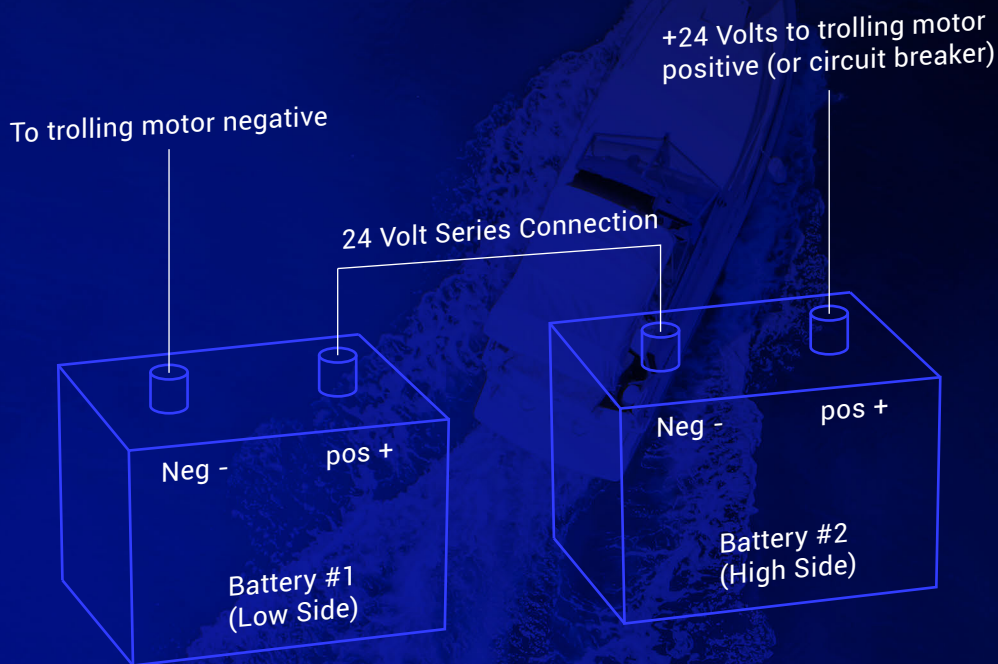 +24 Volts to trolling motor
positive (or circuit breaker)
To trolling motor negative
24 Volt Series Connection
Neg -
pos +
Neg -
pos +
Battery #1
(Low Side)
Battery #2
(High Side)